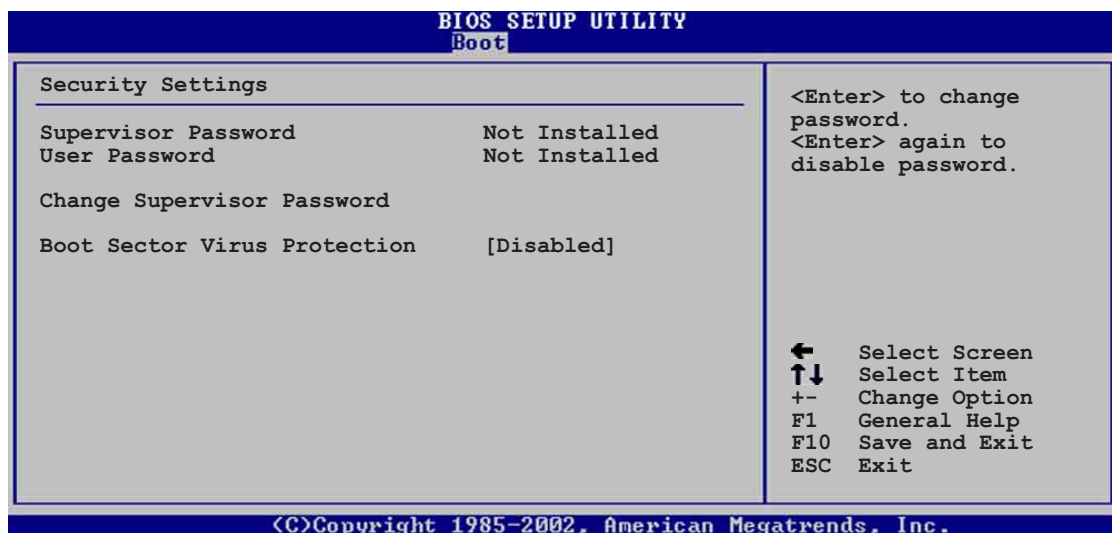 BIOS SETUP UTILITY
Boot
Security Settings
Supervisor Password Not Installed
User Password Not Installed
Change Supervisor Password
Boot Sector Virus Protection [Disabled]
<Enter> to change
password.
<Enter> again to
disable password.
← Select Screen
↑↓ Select Item
+- Change Option
F1 General Help
F10 Save and Exit
ESC Exit
(C)Copyright 1985-2002, American Megatrends, Inc.